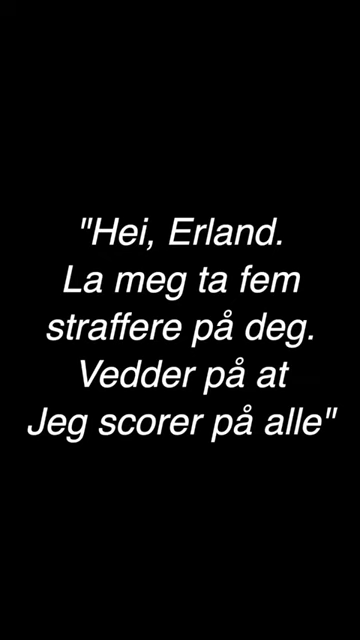 "Hei, Erland.
La meg ta fem
straffere på deg.
Vedder på at
Jeg scorer på alle"